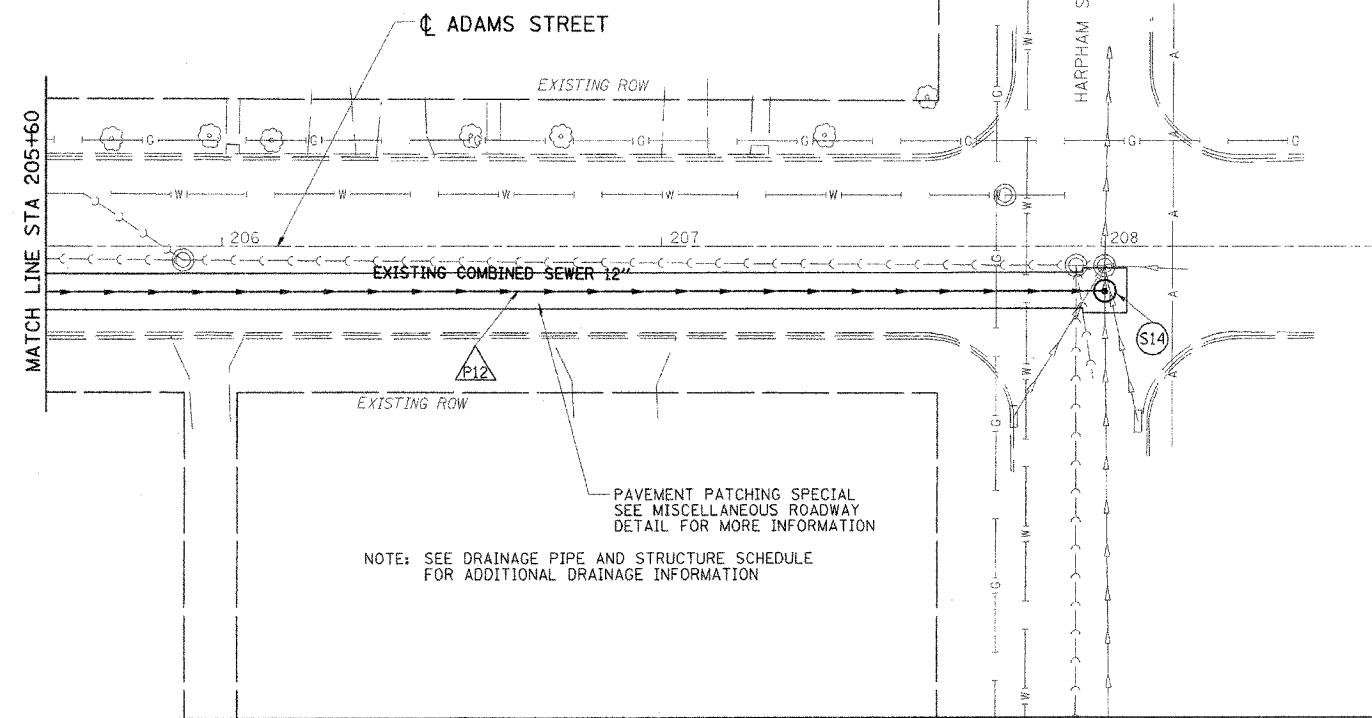 ℄ ADAMS STREET
HARPHAM S
EXISTING ROW
MATCH LINE STA 205+60
G G G G G G G
W W W W W
206 207 208
EXISTING COMBINED SEWER 12"
P12
S14
EXISTING ROW
G G G G
W W W W W
A A A A A
PAVEMENT PATCHING SPECIAL
SEE MISCELLANEOUS ROADWAY
DETAIL FOR MORE INFORMATION
NOTE: SEE DRAINAGE PIPE AND STRUCTURE SCHEDULE
FOR ADDITIONAL DRAINAGE INFORMATION